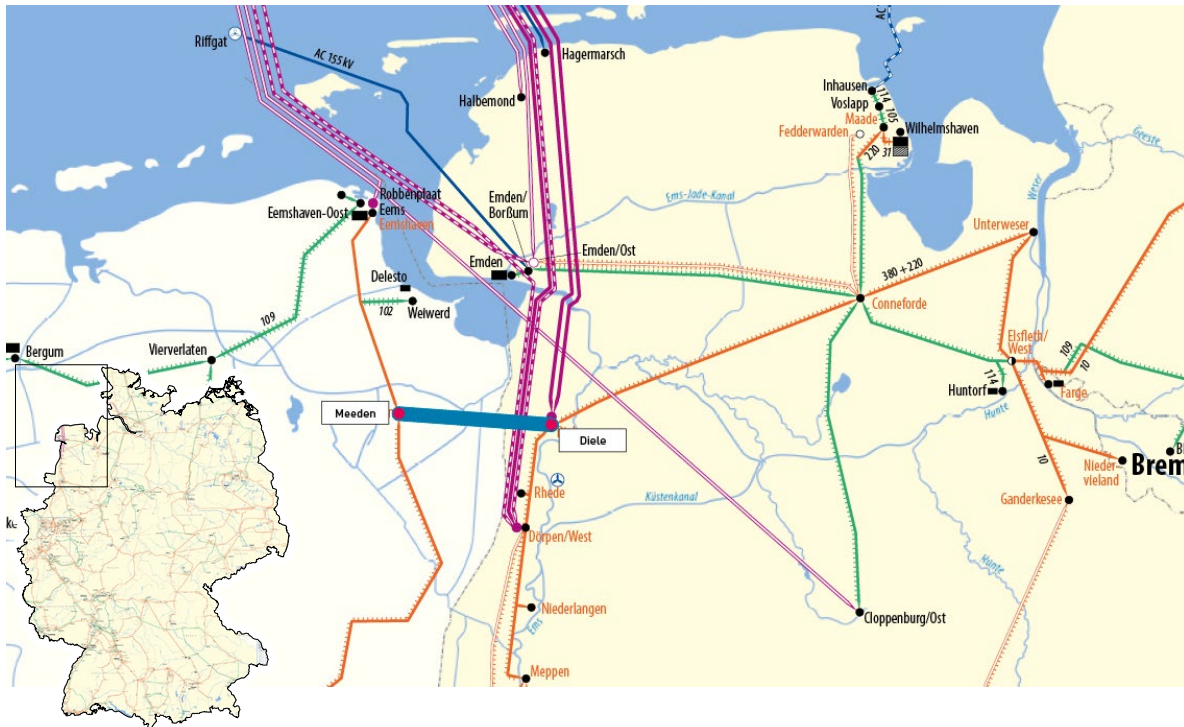 Riffgat
AC 155 kV
Hagermarsch
Halbemond
AC
Inhausen
114
Voslapp
105
Maade
Wilhelmshaven
Fedderwarden
31
220
Geeste
Weser
Ems-Jade-Kanal
Robbenplaat
Eems
Eemshaven-Oost
Eemshaven
Emden/
Borßum
Emden/Ost
Emden
Unterweser
Delesto
102
Weiwerd
380 + 220
Conneforde
109
Bergum
Vierverlaten
Elsfleth/
West
109
10
114
Huntorf
Farge
Hunte
Meeden
Diele
10
Nieder-
vieland
Brem
Rhede
Küstenkanal
Ganderkesee
Dörpen/West
Hunte
Niederlangen
Ems
Cloppenburg/Ost
Meppen